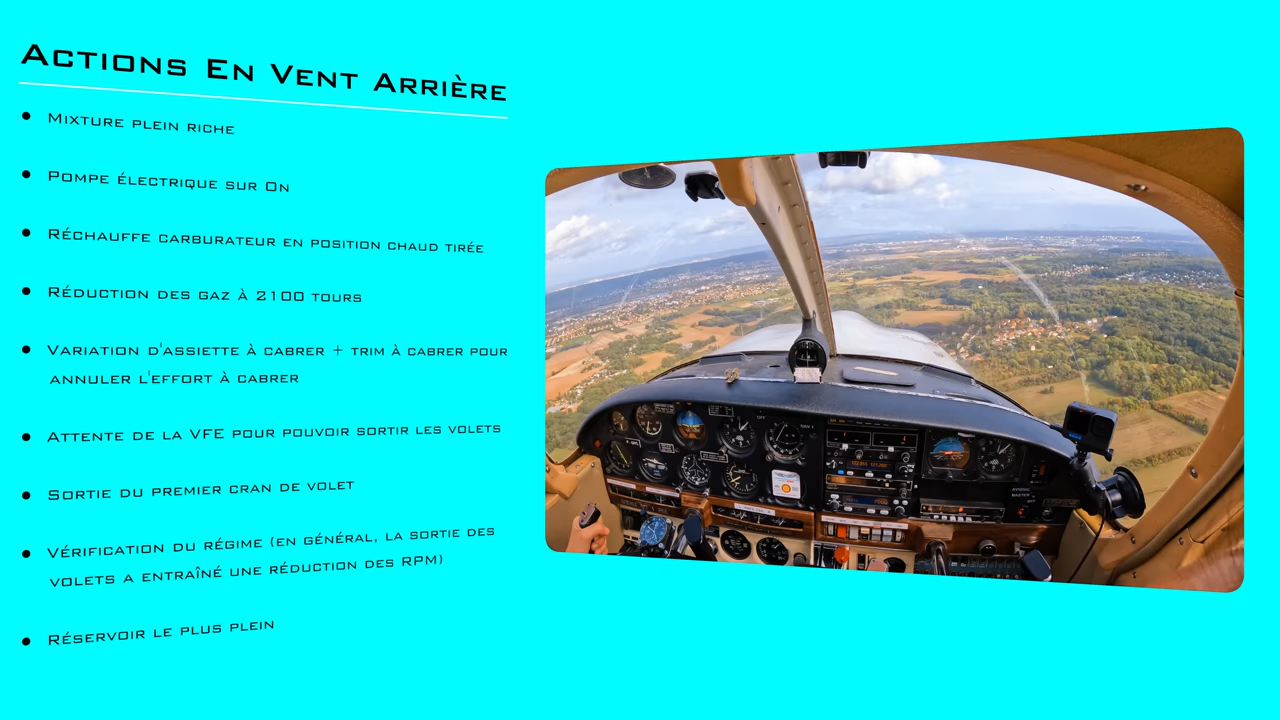 Actions En Vent Arrière
• Mixture plein riche
• Pompe électrique sur On
• Réchauffe carburateur en position chaud tirée
• Réduction des gaz à 2100 tours
• Variation d'assiette à cabrer + trim à cabrer pour
annuler l'effort à cabrer
• Attente de la VFE pour pouvoir sortir les volets
• Sortie du premier cran de volet
• Vérification du régime (en général, la sortie des
volets a entraîné une réduction des RPM)
• Réservoir le plus plein